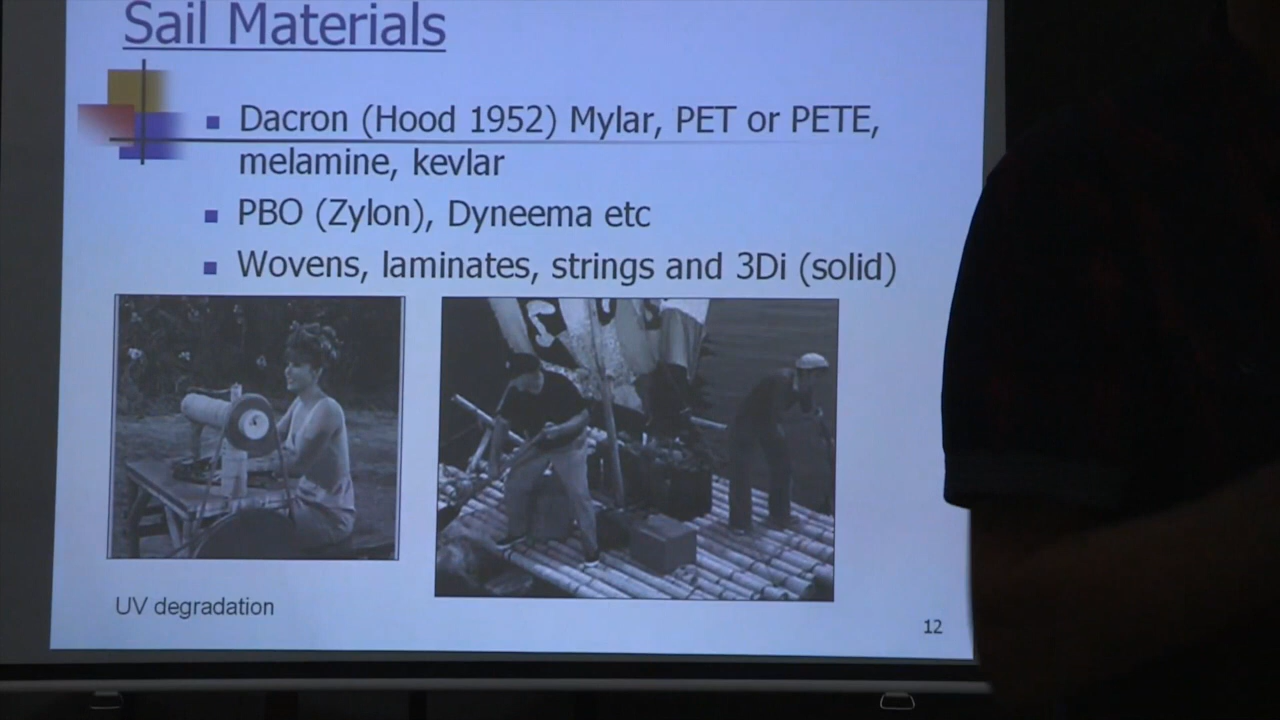 Sail Materials
Dacron (Hood 1952) Mylar, PET or PETE,
melamine, kevlar
PBO (Zylon), Dyneema etc
Wovens, laminates, strings and 3Di (solid)
UV degradation
12